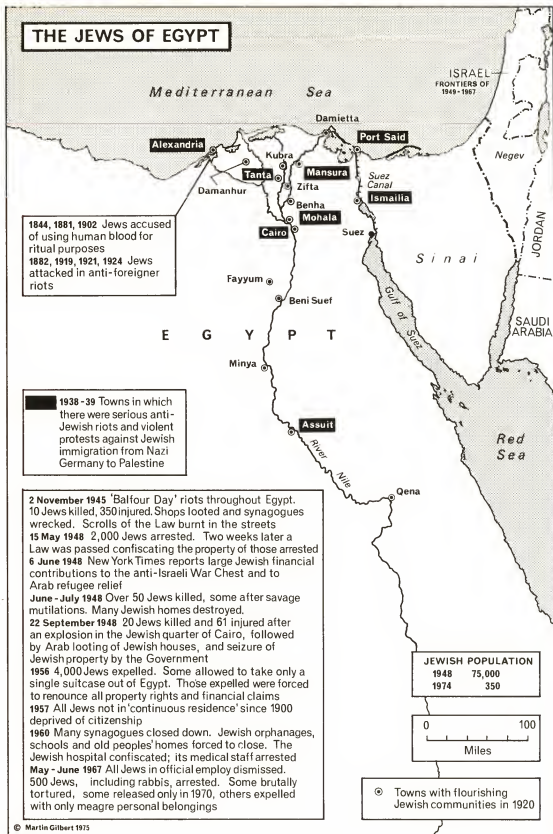 THE JEWS OF EGYPT
ISRAEL
FRONTIERS OF
1949-1967
Mediterranean Sea
Damietta
Alexandria
Port Said
Kubra
Negev
Tanta
Mansura
Suez
Canal
Damanhur
Zifta
Ismailia
Benha
Mohala
Cairo
Suez
JORDAN
Sinai
1844, 1881, 1902 Jews accused
of using human blood for
ritual purposes
1882, 1919, 1921, 1924 Jews
attacked in anti-foreigner
riots
Fayyum
Gulf of Suez
Beni Suef
SAUDI
ARABIA
EGYPT
Minya
1938-39 Towns in which
there were serious anti-
Jewish riots and violent
protests against Jewish
immigration from Nazi
Germany to Palestine
Assuit
Red
Sea
River Nile
Qena
2 November 1945 'Balfour Day' riots throughout Egypt.
10 Jews killed, 350 injured. Shops looted and synagogues
wrecked. Scrolls of the Law burnt in the streets
15 May 1948 2,000 Jews arrested. Two weeks later a
Law was passed confiscating the property of those arrested
6 June 1948 New York Times reports large Jewish financial
contributions to the anti-Israeli War Chest and to
Arab refugee relief
June - July 1948 Over 50 Jews killed, some after savage
mutilations. Many Jewish homes destroyed.
22 September 1948 20 Jews killed and 61 injured after
an explosion in the Jewish quarter of Cairo, followed
by Arab looting of Jewish houses, and seizure of
Jewish property by the Government
1956 4,000 Jews expelled. Some allowed to take only a
single suitcase out of Egypt. Those expelled were forced
to renounce all property rights and financial claims
1957 All Jews not in 'continuous residence' since 1900
deprived of citizenship
1960 Many synagogues closed down. Jewish orphanages,
schools and old peoples' homes forced to close. The
Jewish hospital confiscated; its medical staff arrested
May - June 1967 All Jews in official employ dismissed.
500 Jews, including rabbis, arrested. Some brutally
tortured, some released only in 1970, others expelled
with only meagre personal belongings
JEWISH POPULATION
1948 75,000
1974 350
0 100
Miles
Towns with flourishing
Jewish communities in 1920
© Martin Gilbert 1975